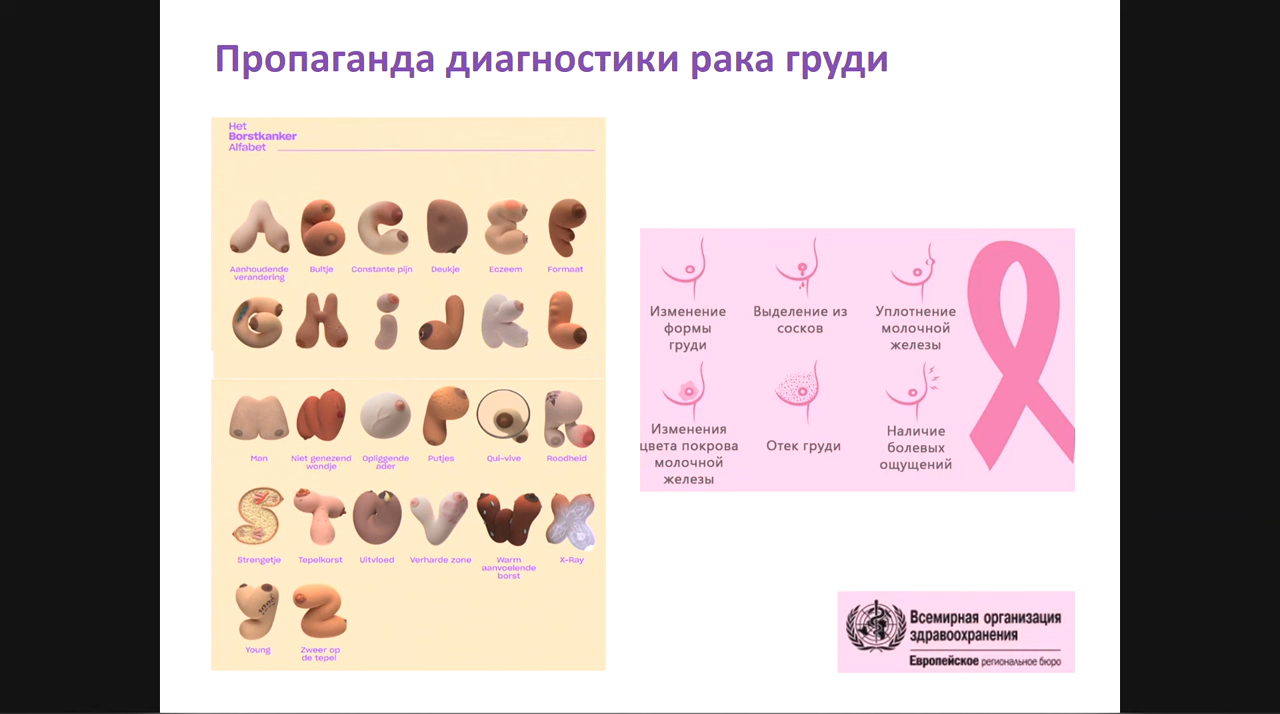 Пропаганда диагностики рака груди
Het
Borstkanker
Alfabet
Aanhoudende
verandering
Bultje
Constante pijn
Deukje
Eczeem
Formaat
Man
Niet genezend
wondje
Opliggende
ader
Putjes
Qui-vive
Roodheid
Strengetje
Tepelkorst
Uitvloed
Verharde zone
Warm
aanvoelende
borst
X-Ray
Young
Zweer op
de tepel
Изменение
формы
груди
Выделение из
сосков
Уплотнение
молочной
железы
Изменения
цвета покрова
молочной
железы
Отек груди
Наличие
болевых
ощущений
Всемирная организация
здравоохранения
Европейское региональное бюро